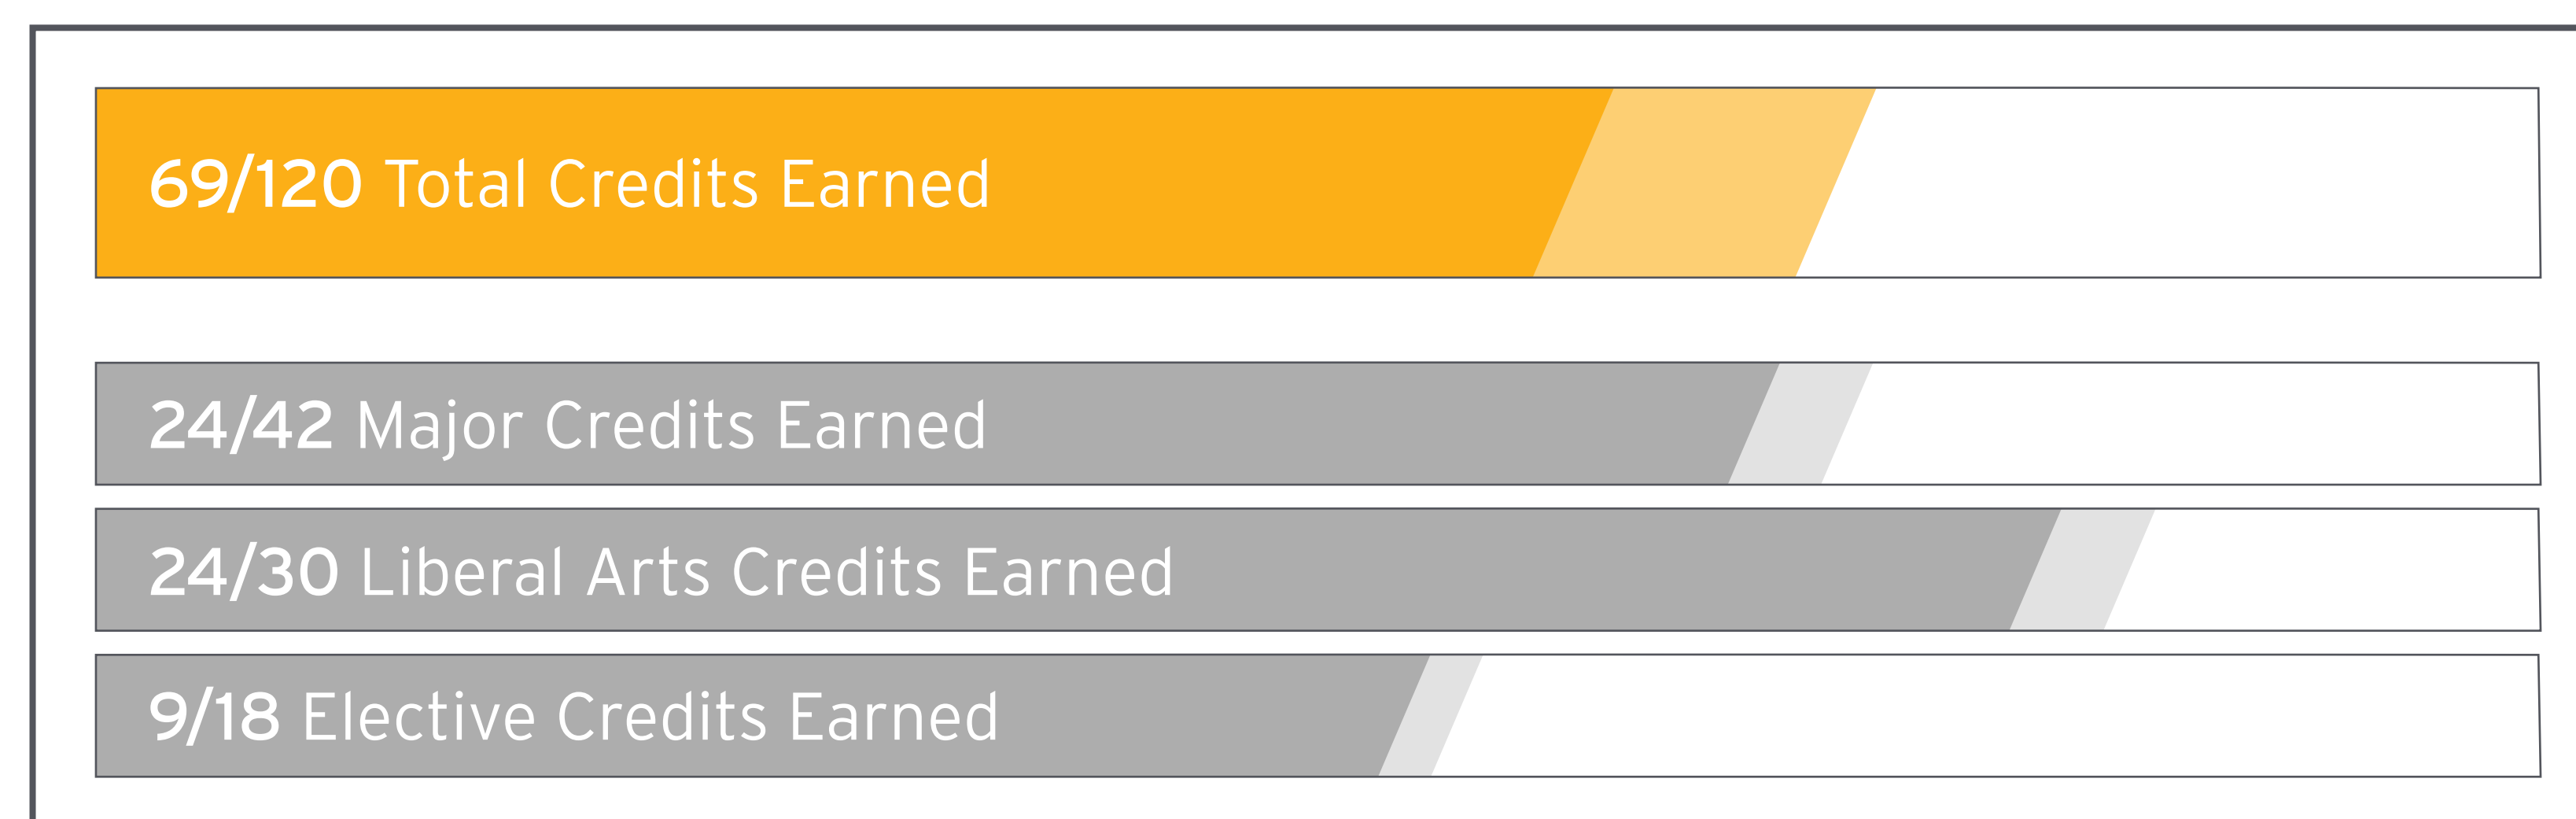 69/120 Total Credits Earned
24/42 Major Credits Earned
24/30 Liberal Arts Credits Earned
9/18 Elective Credits Earned